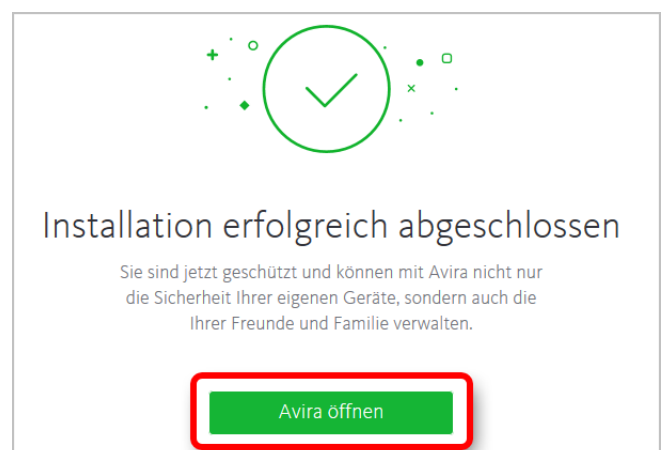 Installation erfolgreich abgeschlossen
Sie sind jetzt geschützt und können mit Avira nicht nur
die Sicherheit Ihrer eigenen Geräte, sondern auch die
Ihrer Freunde und Familie verwalten.
Avira öffnen